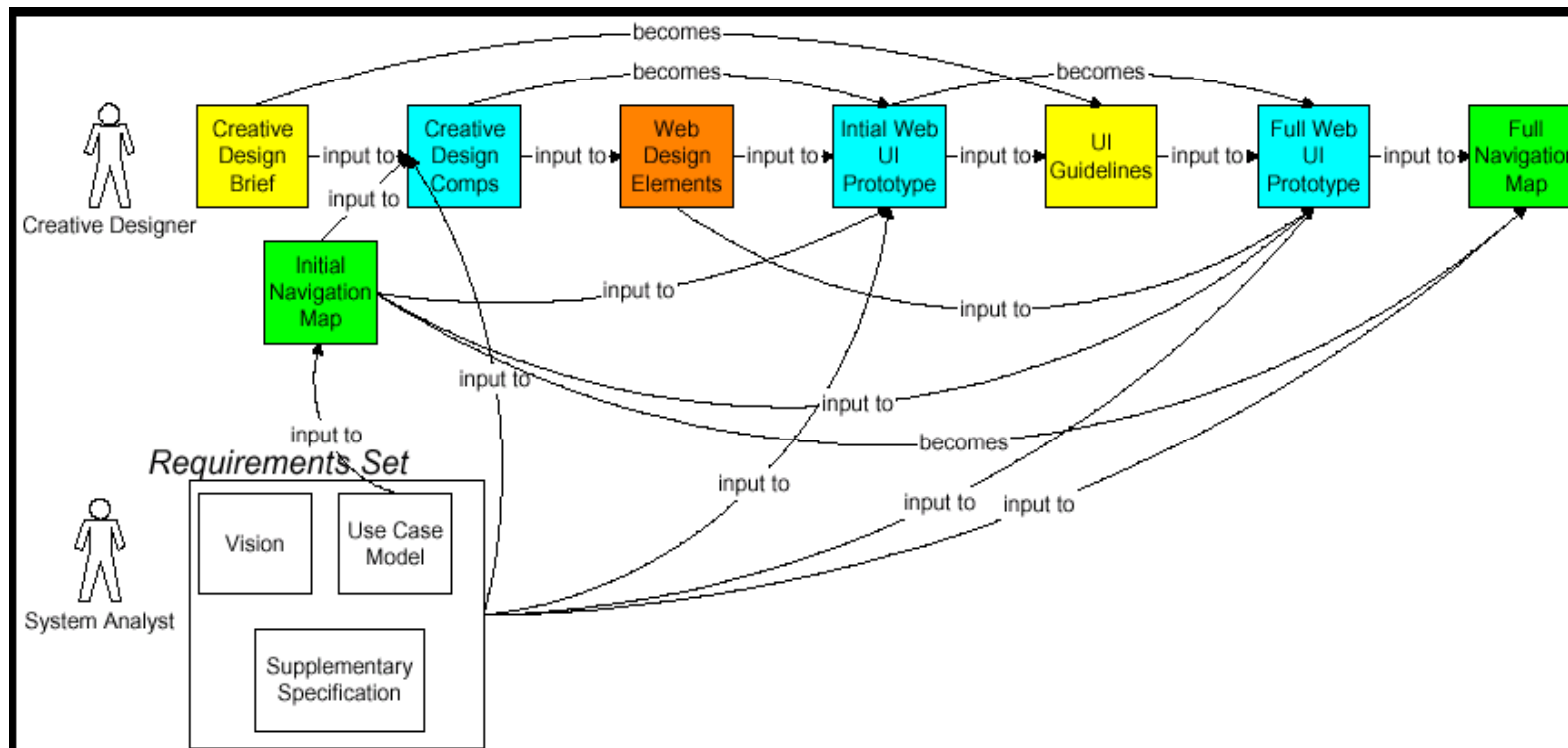 becomes
becomes
becomes
Creative
Design
Brief
input to
Creative
Design
Comps
input to
Web
Design
Elements
input to
Intial Web
UI
Prototype
input to
UI
Guidelines
input to
Full Web
UI
Prototype
input to
Full
Navigation
Map
input to
Creative Designer
Initial
Navigation
Map
input to
input to
input to
input to
becomes
input to
Requirements Set
input to
input to
input to
Vision
Use Case
Model
System Analyst
Supplementary
Specification